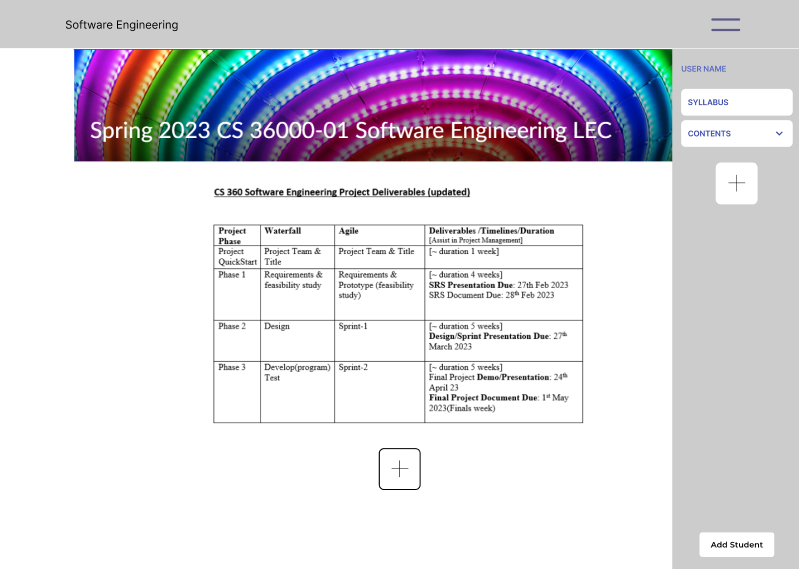 Software Engineering
USER NAME
SYLLABUS
CONTENTS
Spring 2023 CS 36000-01 Software Engineering LEC
CS 360 Software Engineering Project Deliverables (updated)
Project Phase
Waterfall
Agile
Deliverables /Timelines/Duration
[Assist in Project Management]
Project QuickStart
Project Team & Title
Project Team & Title
[~ duration 1 week]
Phase 1
Requirements & feasibility study
Requirements & Prototype (feasibility study)
[~ duration 4 weeks]
SRS Presentation Due: 27th Feb 2023
SRS Document Due: 28th Feb 2023
Phase 2
Design
Sprint-1
[~ duration 5 weeks]
Design/Sprint Presentation Due: 27th March 2023
Phase 3
Develop(program) Test
Sprint-2
[~ duration 5 weeks]
Final Project Demo/Presentation: 24th April 23
Final Project Document Due: 1st May 2023(Finals week)
Add Student